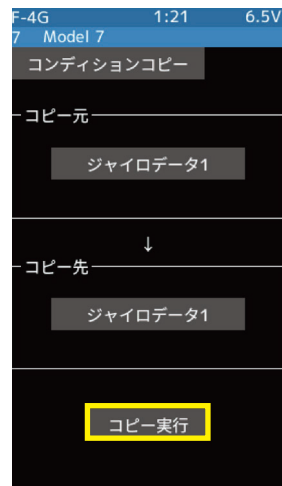 F-4G 1:21 6.5V
7 Model 7
コンディションコピー
コピー元
ジャイロデータ1
↓
コピー先
ジャイロデータ1
コピー実行